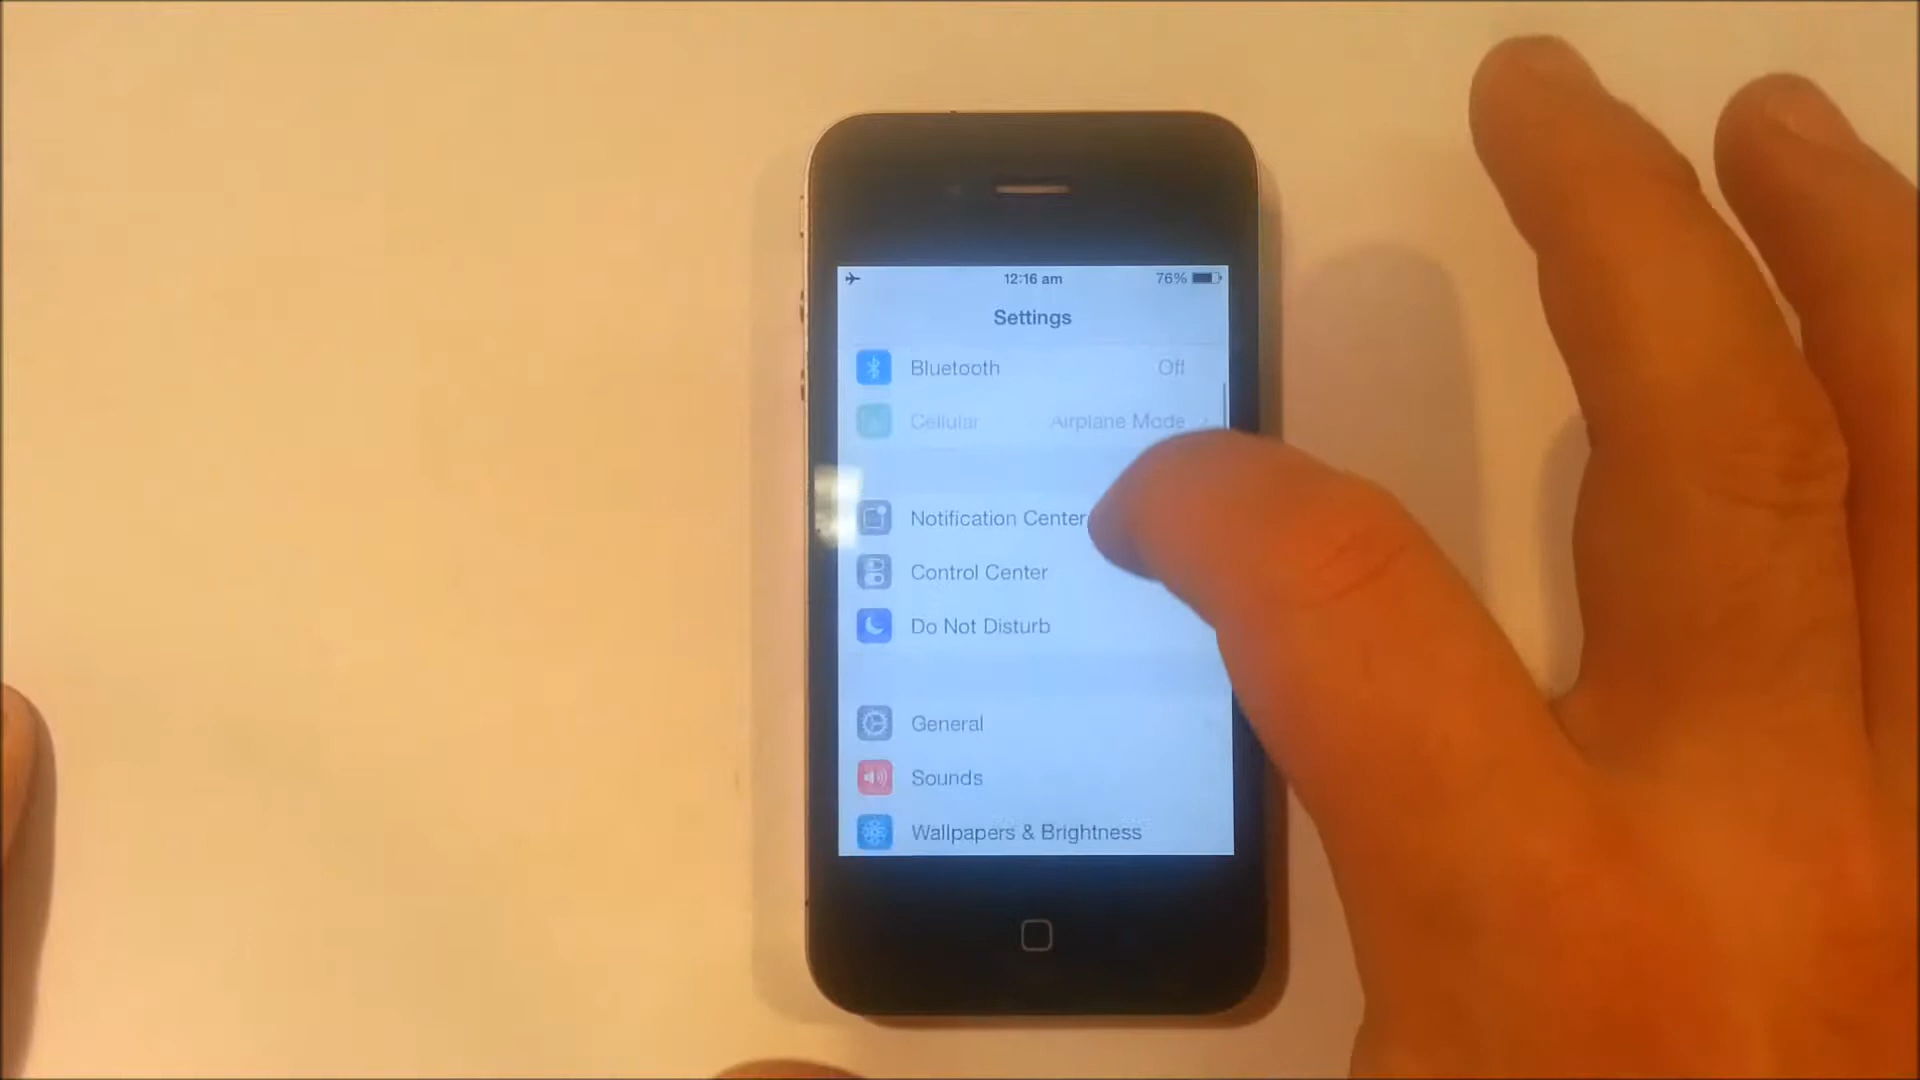 12:16 am 76%
Settings
Bluetooth Off
Cellular Airplane Mode
Notification Center
Control Center
Do Not Disturb
General
Sounds
Wallpapers & Brightness